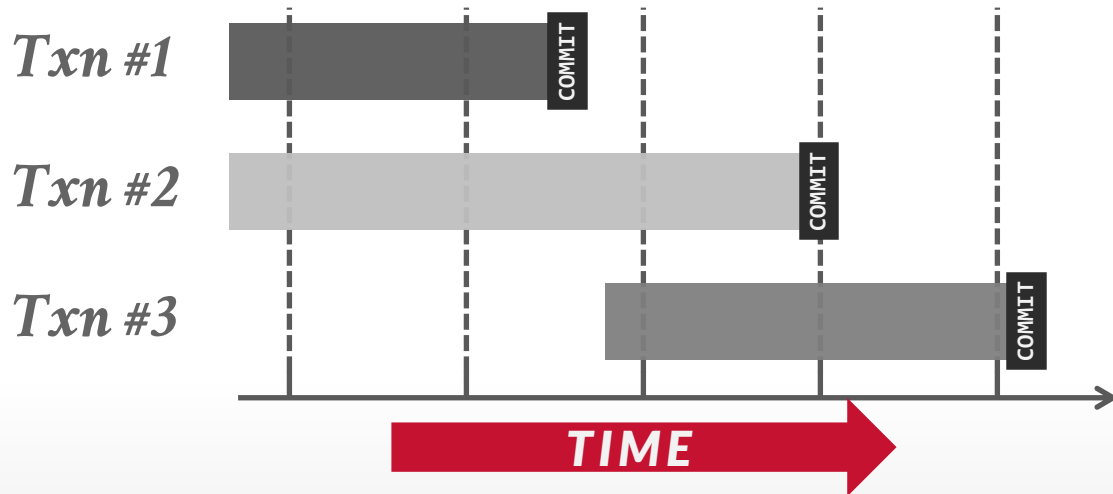 Txn #1
COMMIT
Txn #2
COMMIT
Txn #3
COMMIT
TIME